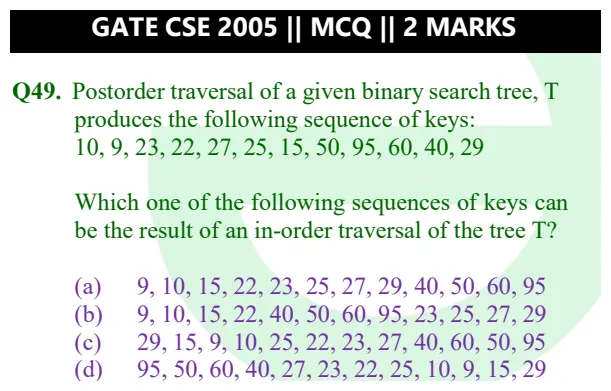 GATE CSE 2005 || MCQ || 2 MARKS
Q49. Postorder traversal of a given binary search tree, T
produces the following sequence of keys:
10, 9, 23, 22, 27, 25, 15, 50, 95, 60, 40, 29
Which one of the following sequences of keys can
be the result of an in-order traversal of the tree T?
(a) 9, 10, 15, 22, 23, 25, 27, 29, 40, 50, 60, 95
(b) 9, 10, 15, 22, 40, 50, 60, 95, 23, 25, 27, 29
(c) 29, 15, 9, 10, 25, 22, 23, 27, 40, 60, 50, 95
(d) 95, 50, 60, 40, 27, 23, 22, 25, 10, 9, 15, 29